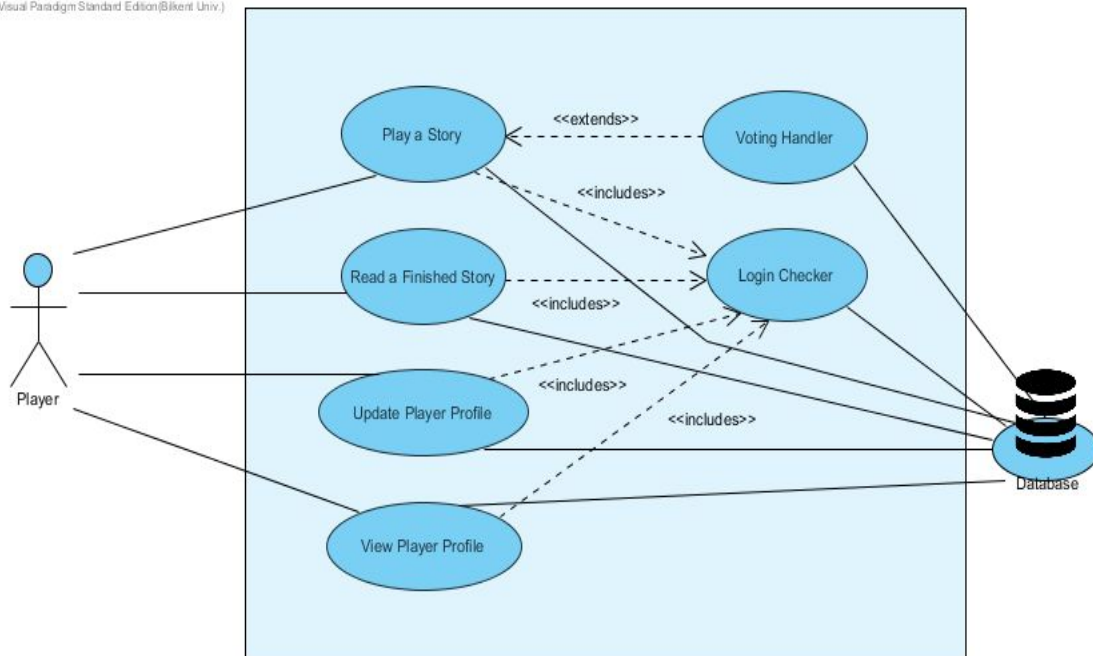 Visual Paradigm Standard Edition(Bilkent Univ.)
Play a Story
<<extends>>
Voting Handler
<<includes>>
Read a Finished Story
Login Checker
<<includes>>
Player
Update Player Profile
<<includes>>
<<includes>>
Database
View Player Profile